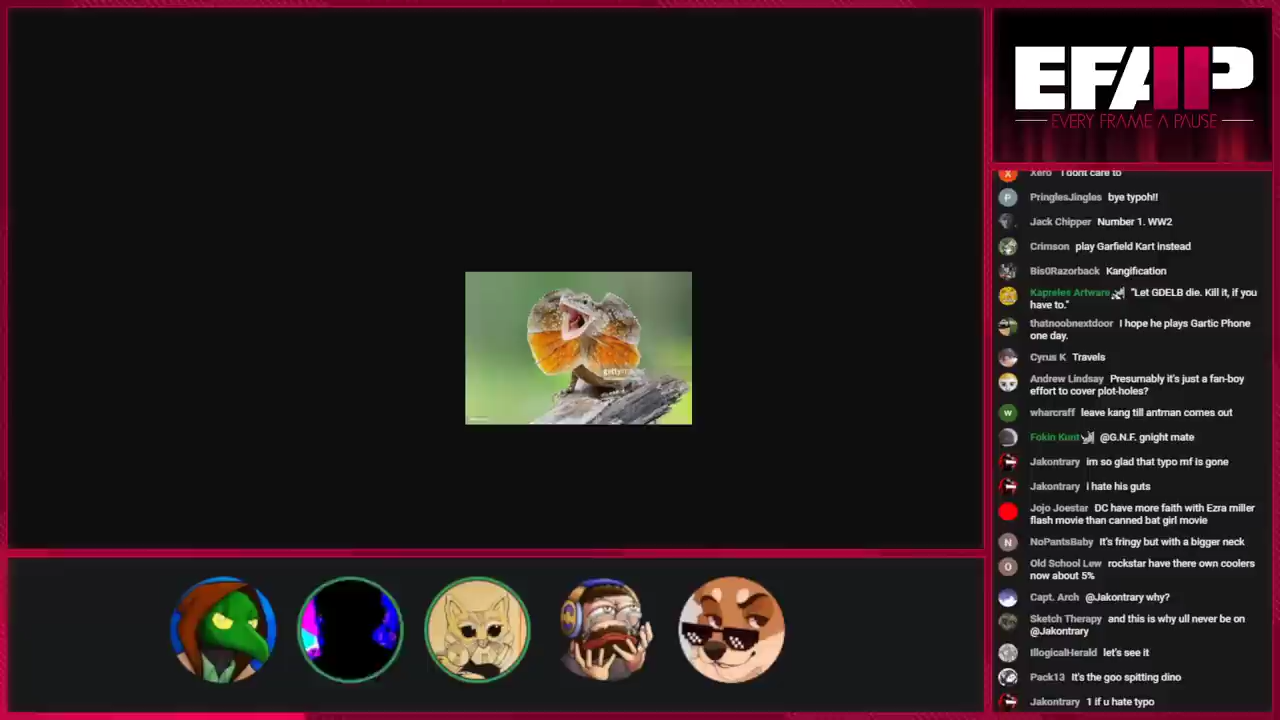 EFAP
EVERY FRAME A PAUSE
Xero I dont care to
PringlesJingles bye typoh!!
Jack Chipper Number 1. WW2
Crimson play Garfield Kart instead
Bis0Razorback Kangification
Kapreles Artware "Let GDELB die. Kill it, if you
have to."
thatnoobnextdoor I hope he plays Gartic Phone
one day.
Cyrus K Travels
Andrew Lindsay Presumably it's just a fan-boy
effort to cover plot-holes?
wharcraff leave kang till antman comes out
Fokin Kunt @G.N.F. gnight mate
Jakontrary im so glad that typo mf is gone
Jakontrary i hate his guts
Jojo Joestar DC have more faith with Ezra miller
flash movie than canned bat girl movie
NoPantsBaby It's fringy but with a bigger neck
Old School Lew rockstar have there own coolers
now about 5%
Capt. Arch @Jakontrary why?
Sketch Therapy and this is why ull never be on
@Jakontrary
IllogicalHerald let's see it
Pack13 It's the goo spitting dino
Jakontrary 1 if u hate typo
gettyimages